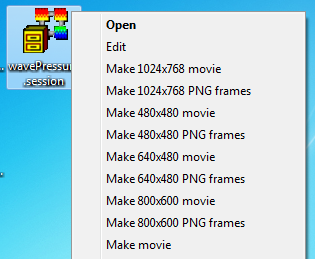 wavePressur
.session
Open
Edit
Make 1024x768 movie
Make 1024x768 PNG frames
Make 480x480 movie
Make 480x480 PNG frames
Make 640x480 movie
Make 640x480 PNG frames
Make 800x600 movie
Make 800x600 PNG frames
Make movie